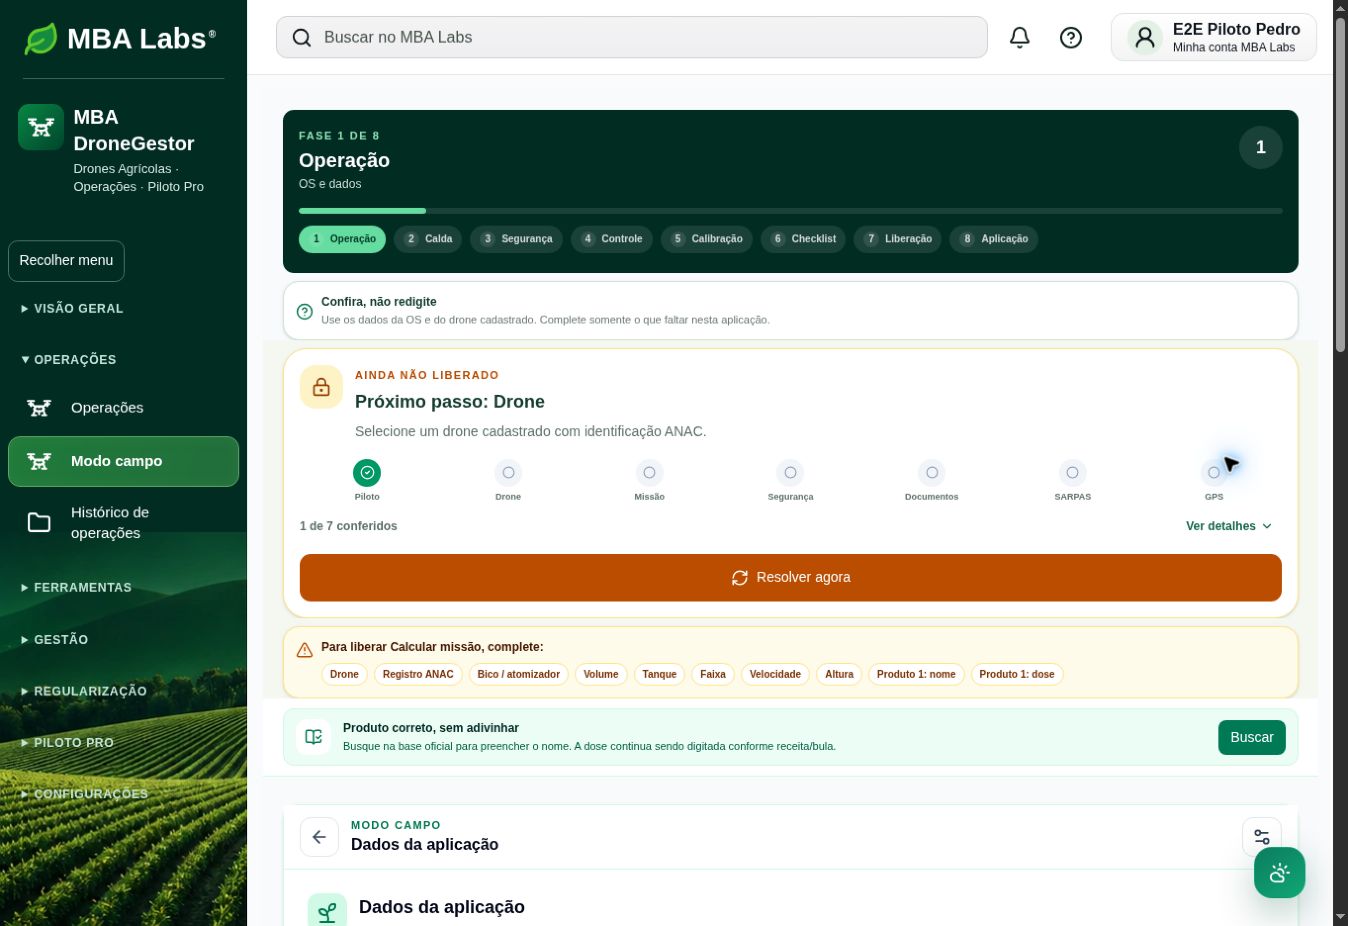 MBA Labs®
Buscar no MBA Labs
E2E Piloto Pedro
Minha conta MBA Labs
MBA
DroneGestor
Drones Agrícolas ·
Operações · Piloto Pro
Recolher menu
VISÃO GERAL
OPERAÇÕES
Operações
Modo campo
Histórico de
operações
FERRAMENTAS
GESTÃO
REGULARIZAÇÃO
PILOTO PRO
CONFIGURAÇÕES
FASE 1 DE 8
Operação
OS e dados
1
1 Operação
2 Calda
3 Segurança
4 Controle
5 Calibração
6 Checklist
7 Liberação
8 Aplicação
Confira, não redigite
Use os dados da OS e do drone cadastrado. Complete somente o que faltar nesta aplicação.
AINDA NÃO LIBERADO
Próximo passo: Drone
Selecione um drone cadastrado com identificação ANAC.
Piloto
Drone
Missão
Segurança
Documentos
SARPAS
GPS
1 de 7 conferidos
Ver detalhes
Resolver agora
Para liberar Calcular missão, complete:
Drone
Registro ANAC
Bico / atomizador
Volume
Tanque
Faixa
Velocidade
Altura
Produto 1: nome
Produto 1: dose
Produto correto, sem adivinhar
Busque na base oficial para preencher o nome. A dose continua sendo digitada conforme receita/bula.
Buscar
MODO CAMPO
Dados da aplicação
Dados da aplicação